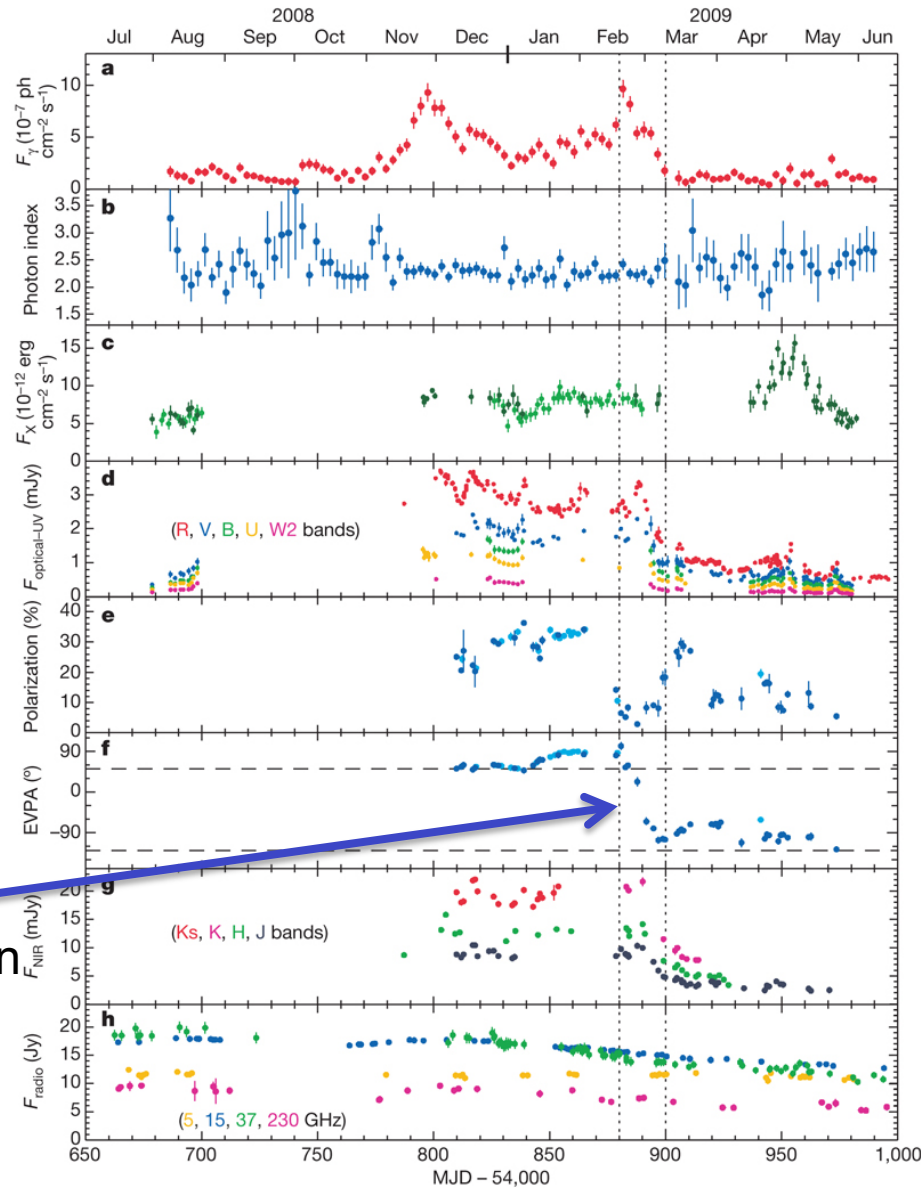 2008 2009
Jul Aug Sep Oct Nov Dec Jan Feb Mar Apr May Jun
a
Fγ (10⁻⁷ ph
cm⁻² s⁻¹)
10
5
0
b
Photon index
3.5
3.0
2.5
2.0
1.5
c
FX (10⁻¹² erg
cm⁻² s⁻¹)
15
10
5
0
d
Foptical–UV (mJy)
3
2
1
0
(R, V, B, U, W2 bands)
e
Polarization (%)
40
30
20
10
0
f
EVPA (°)
90
0
–90
g
FNIR (mJy)
20
15
10
5
0
(Ks, K, H, J bands)
n
h
Fradio (Jy)
20
15
10
5
0
(5, 15, 37, 230 GHz)
650 700 750 800 850 900 950 1,000
MJD – 54,000